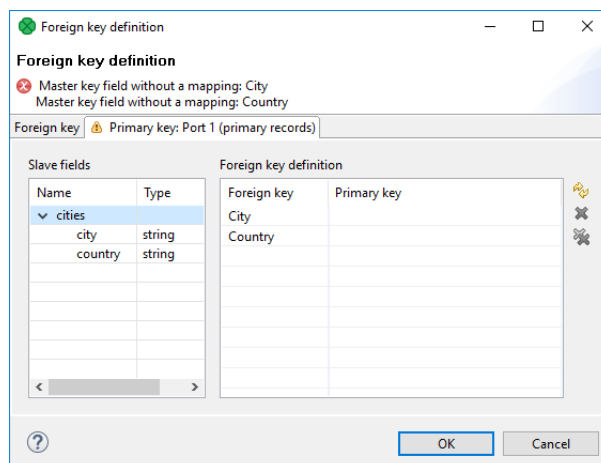 Foreign key definition
Foreign key definition
Master key field without a mapping: City
Master key field without a mapping: Country
Foreign key Primary key: Port 1 (primary records)
Slave fields Foreign key definition
Name Type Foreign key Primary key
cities City
city string Country
country string
? OK Cancel